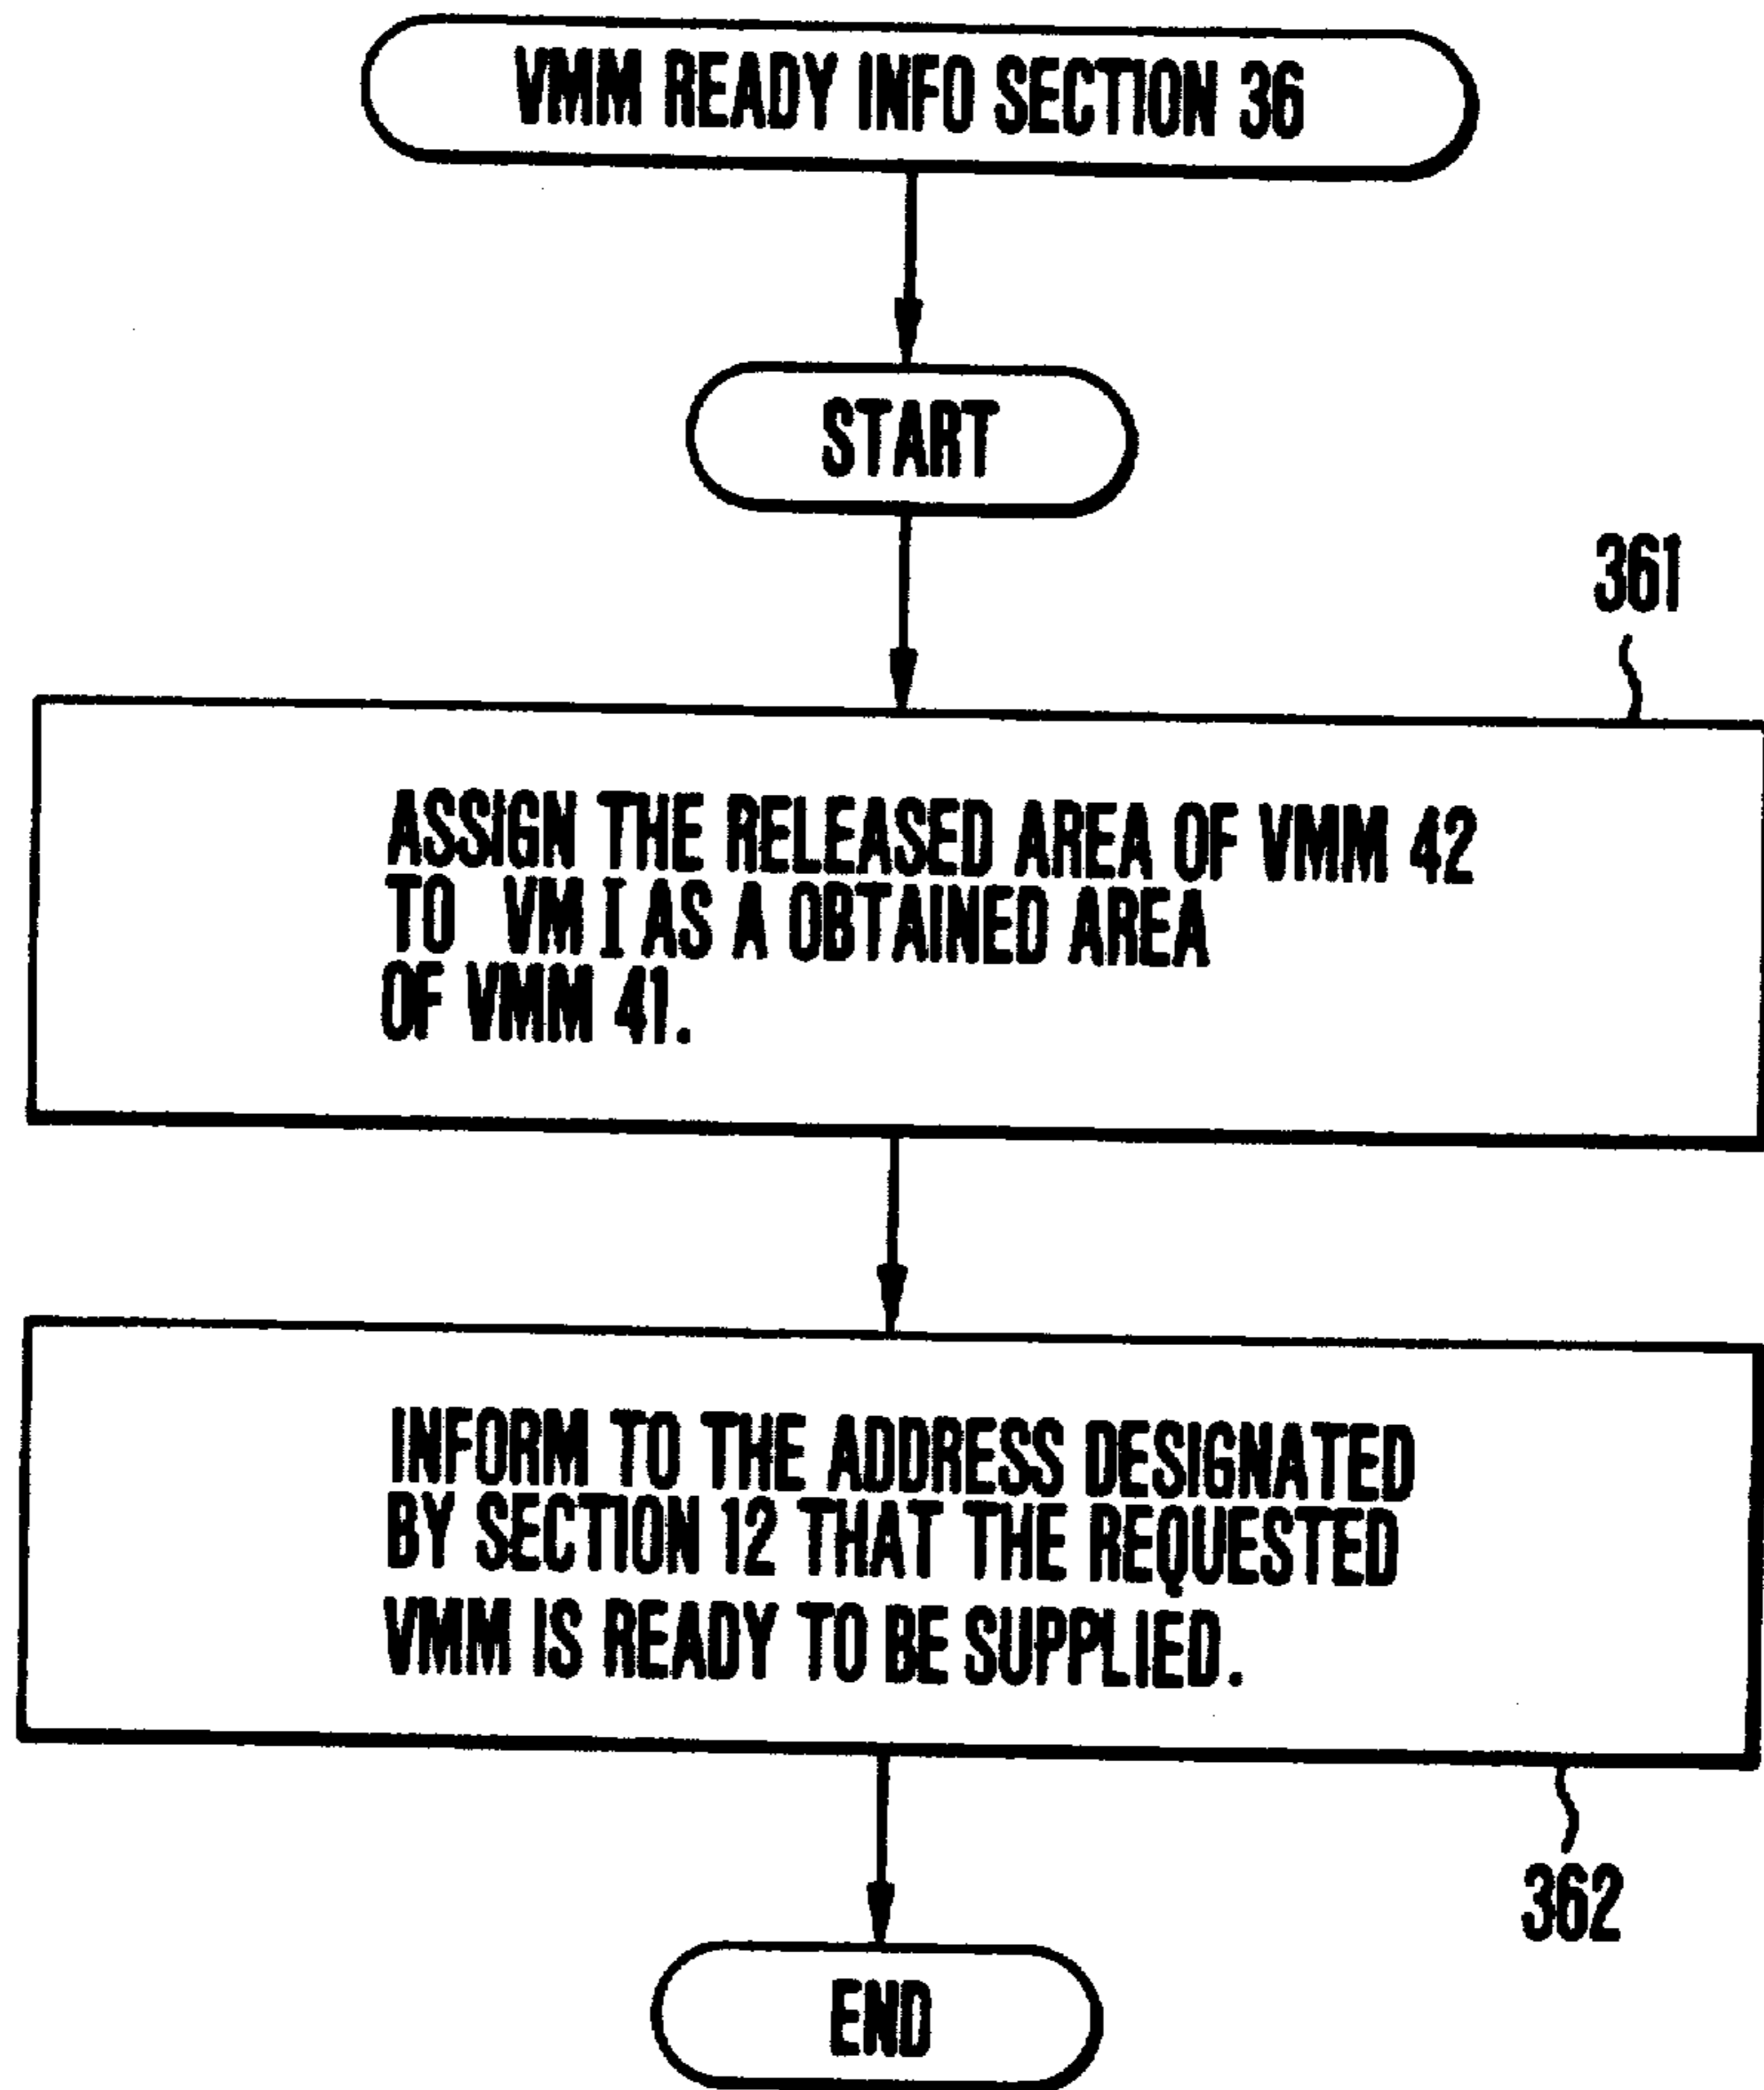 VMM READY INFO SECTION 36
START
361
ASSIGN THE RELEASED AREA OF VMM 42
TO VM I AS A OBTAINED AREA
OF VMM 41.
INFORM TO THE ADDRESS DESIGNATED
BY SECTION 12 THAT THE REQUESTED
VMM IS READY TO BE SUPPLIED.
362
END